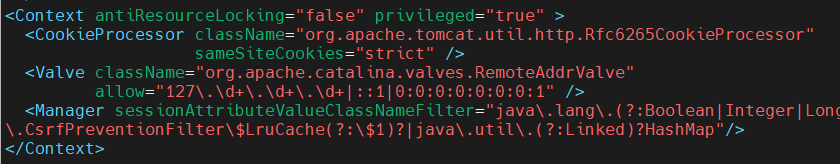 <Context antiResourceLocking="false" privileged="true" >
  <CookieProcessor className="org.apache.tomcat.util.http.Rfc6265CookieProcessor"
                   sameSiteCookies="strict" />
  <Valve className="org.apache.catalina.valves.RemoteAddrValve"
         allow="127\.\d+\.\d+\.\d+|::1|0:0:0:0:0:0:0:1" />
  <Manager sessionAttributeValueClassNameFilter="java\.lang\.(?:Boolean|Integer|Long
\.CsrfPreventionFilter\$LruCache(?:\$1)?|java\.util\.(?:Linked)?HashMap"/>
</Context>